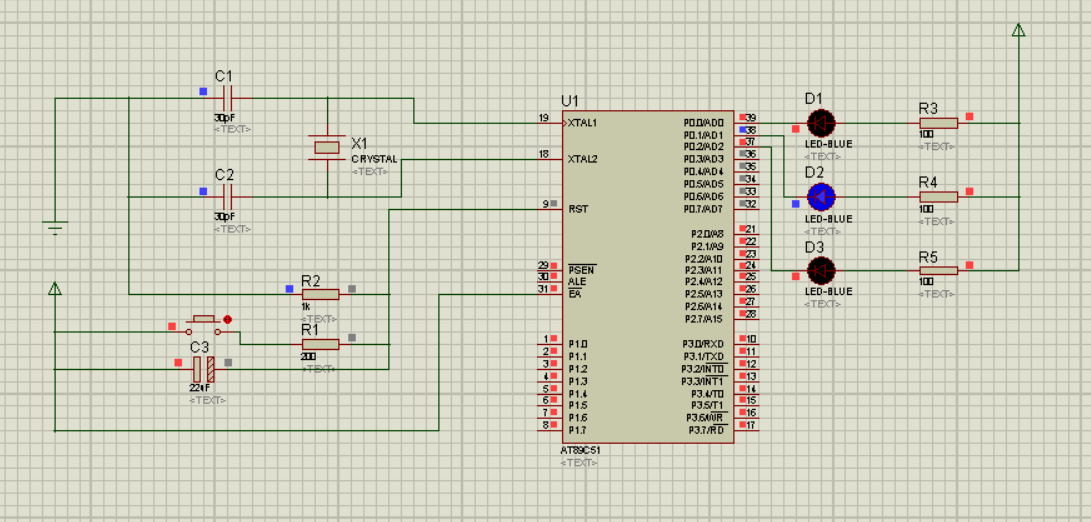 C1
30pF
<TEXT>
X1
CRYSTAL
<TEXT>
C2
30pF
<TEXT>
R2
1k
<TEXT>
R1
200
<TEXT>
C3
22uF
<TEXT>
U1
19 XTAL1
18 XTAL2
9 RST
29 PSEN
30 ALE
31 EA
1 P1.0
2 P1.1
3 P1.2
4 P1.3
5 P1.4
6 P1.5
7 P1.6
8 P1.7
P0.0/AD0 39
P0.1/AD1 38
P0.2/AD2 37
P0.3/AD3 36
P0.4/AD4 35
P0.5/AD5 34
P0.6/AD6 33
P0.7/AD7 32
P2.0/A8 21
P2.1/A9 22
P2.2/A10 23
P2.3/A11 24
P2.4/A12 25
P2.5/A13 26
P2.6/A14 27
P2.7/A15 28
P3.0/RXD 10
P3.1/TXD 11
P3.2/INT0 12
P3.3/INT1 13
P3.4/T0 14
P3.5/T1 15
P3.6/WR 16
P3.7/RD 17
AT89C51
<TEXT>
D1
LED-BLUE
<TEXT>
D2
LED-BLUE
<TEXT>
D3
LED-BLUE
<TEXT>
R3
100
<TEXT>
R4
100
<TEXT>
R5
100
<TEXT>